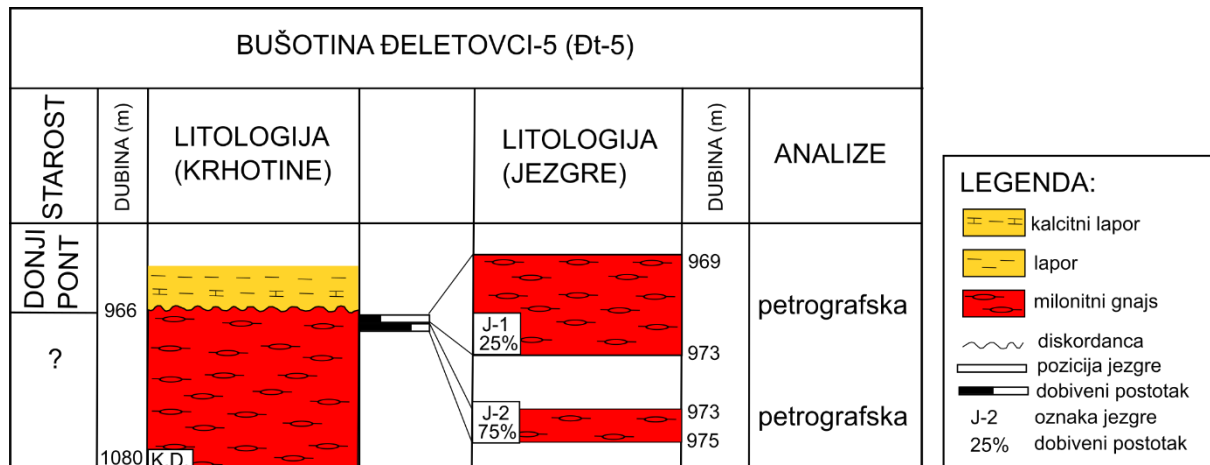 BUŠOTINA ĐELETOVCI-5 (Đt-5)
STAROST
DUBINA (m)
LITOLOGIJA
(KRHOTINE)
LITOLOGIJA
(JEZGRE)
DUBINA (m)
ANALIZE
DONJI
PONT
?
966
1080
K.D.
J-1
25%
969
973
petrografska
J-2
75%
973
975
petrografska
LEGENDA:
kalcitni lapor
lapor
milonitni gnajs
diskordanca
pozicija jezgre
dobiveni postotak
J-2 oznaka jezgre
25% dobiveni postotak